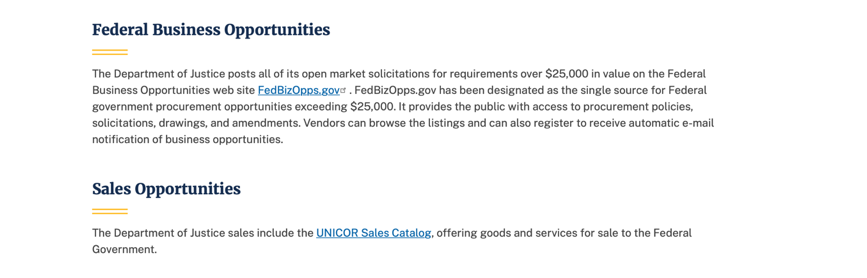 Federal Business Opportunities
The Department of Justice posts all of its open market solicitations for requirements over $25,000 in value on the Federal
Business Opportunities web site FedBizOpps.gov . FedBizOpps.gov has been designated as the single source for Federal
government procurement opportunities exceeding $25,000. It provides the public with access to procurement policies,
solicitations, drawings, and amendments. Vendors can browse the listings and can also register to receive automatic e-mail
notification of business opportunities.
Sales Opportunities
The Department of Justice sales include the UNICOR Sales Catalog, offering goods and services for sale to the Federal
Government.